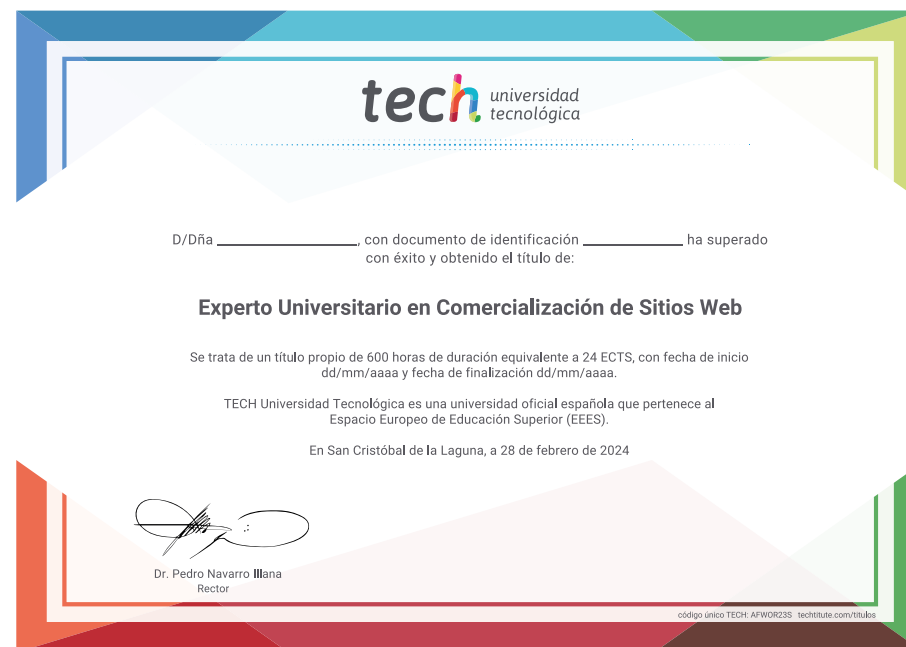 tech universidad
tecnológica
D/Dña ________________, con documento de identificación ____________ ha superado
con éxito y obtenido el título de:
Experto Universitario en Comercialización de Sitios Web
Se trata de un título propio de 600 horas de duración equivalente a 24 ECTS, con fecha de inicio
dd/mm/aaaa y fecha de finalización dd/mm/aaaa.
TECH Universidad Tecnológica es una universidad oficial española que pertenece al
Espacio Europeo de Educación Superior (EEES).
En San Cristóbal de la Laguna, a 28 de febrero de 2024
Dr. Pedro Navarro Illana
Rector
código único TECH: AFWOR23S techtitute.com/titulos